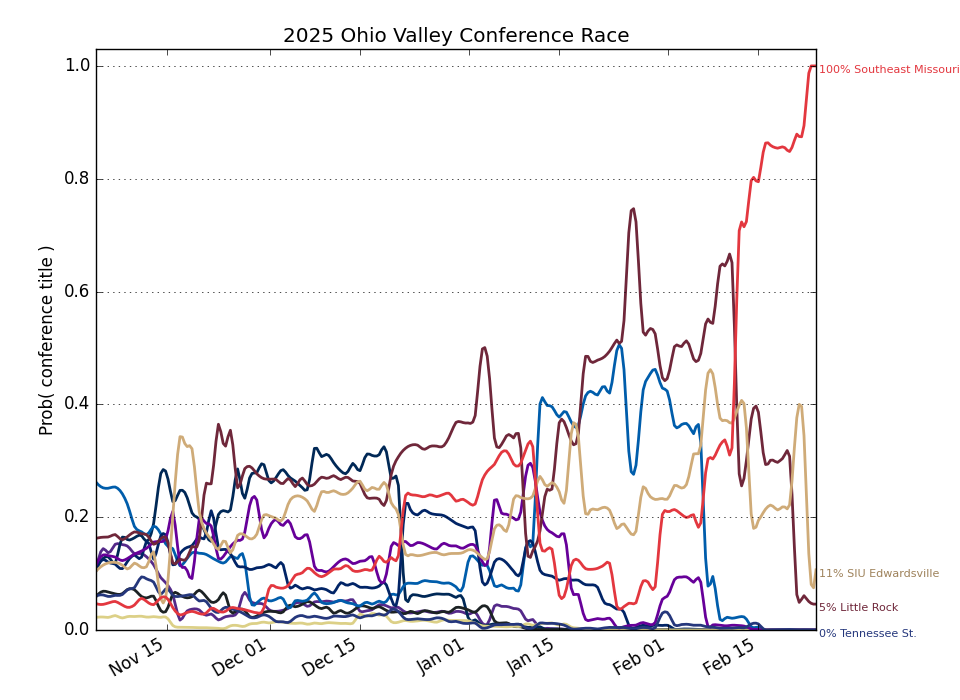 2025 Ohio Valley Conference Race
Prob( conference title )
1.0
0.8
0.6
0.4
0.2
0.0
Nov 15
Dec 01
Dec 15
Jan 01
Jan 15
Feb 01
Feb 15
100% Southeast Missouri
11% SIU Edwardsville
5% Little Rock
0% Tennessee St.